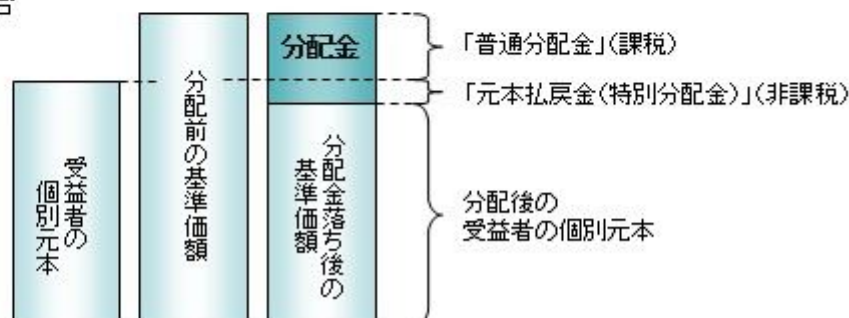 分配金
「普通分配金」(課税)
「元本払戻金(特別分配金)」(非課税)
受益者の
個別元本
分配前の基準価額
分配金落ち後の
基準価額
分配後の
受益者の個別元本